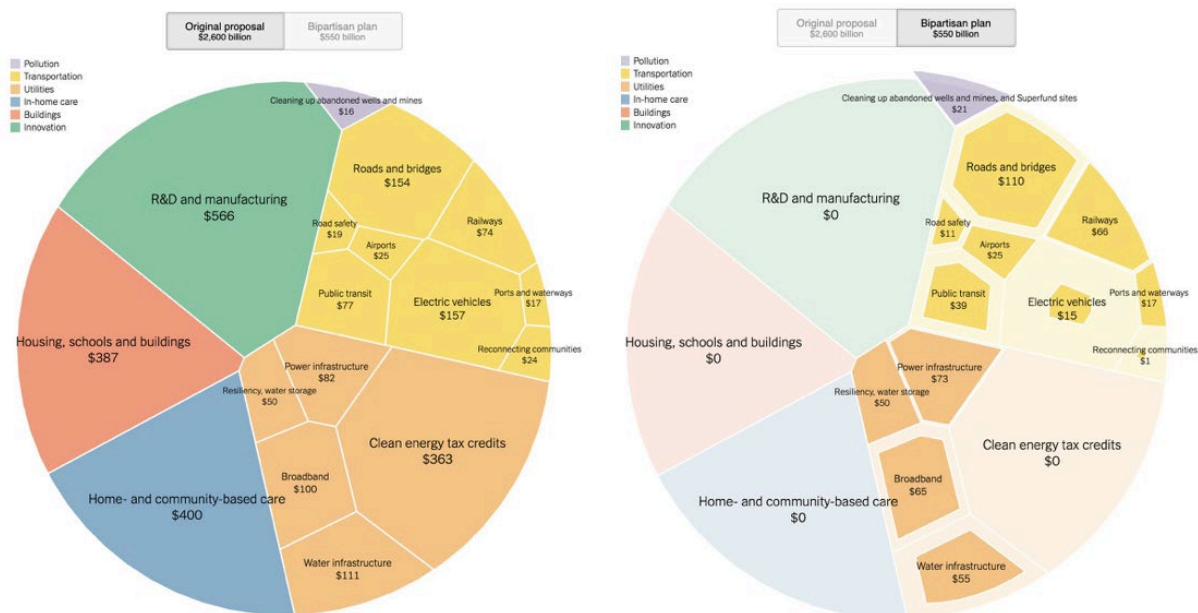 Original proposal
$2,600 billion
Bipartisan plan
$550 billion
Pollution
Transportation
Utilities
In-home care
Buildings
Innovation
Cleaning up abandoned wells and mines
$16
Roads and bridges
$154
R&D and manufacturing
$566
Railways
$74
Road safety
$19
Airports
$25
Public transit
$77
Electric vehicles
$157
Ports and waterways
$17
Housing, schools and buildings
$387
Reconnecting communities
$24
Power infrastructure
$82
Resiliency, water storage
$50
Clean energy tax credits
$363
Broadband
$100
Home- and community-based care
$400
Water infrastructure
$111
Original proposal
$2,600 billion
Bipartisan plan
$550 billion
Pollution
Transportation
Utilities
In-home care
Buildings
Innovation
Cleaning up abandoned wells and mines, and Superfund sites
$21
Roads and bridges
$110
R&D and manufacturing
$0
Railways
$66
Road safety
$11
Airports
$25
Public transit
$39
Electric vehicles
$15
Ports and waterways
$17
Housing, schools and buildings
$0
Reconnecting communities
$1
Power infrastructure
$73
Resiliency, water storage
$50
Clean energy tax credits
$0
Broadband
$65
Home- and community-based care
$0
Water infrastructure
$55